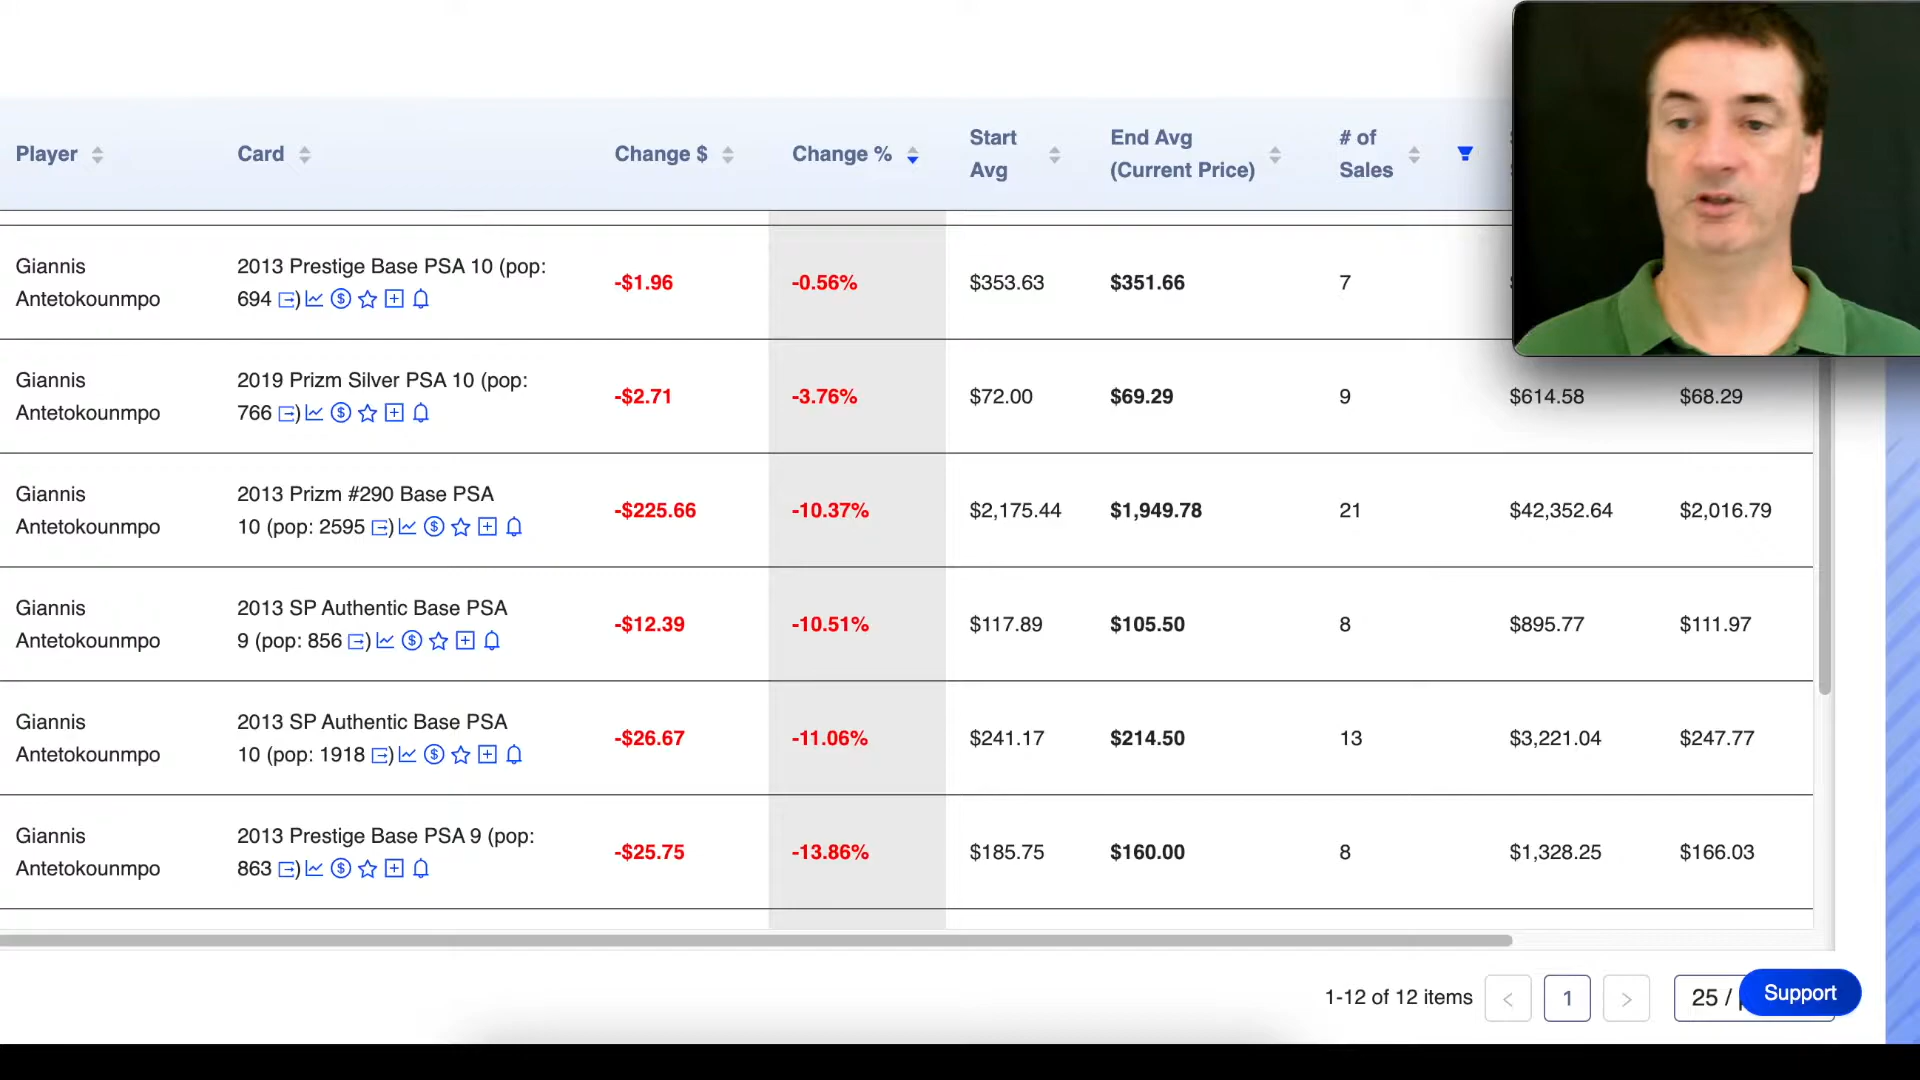 Player Card Change $ Change % Start Avg End Avg (Current Price) # of Sales
Giannis Antetokounmpo 2013 Prestige Base PSA 10 (pop: 694) -$1.96 -0.56% $353.63 $351.66 7
Giannis Antetokounmpo 2019 Prizm Silver PSA 10 (pop: 766) -$2.71 -3.76% $72.00 $69.29 9 $614.58 $68.29
Giannis Antetokounmpo 2013 Prizm #290 Base PSA 10 (pop: 2595) -$225.66 -10.37% $2,175.44 $1,949.78 21 $42,352.64 $2,016.79
Giannis Antetokounmpo 2013 SP Authentic Base PSA 9 (pop: 856) -$12.39 -10.51% $117.89 $105.50 8 $895.77 $111.97
Giannis Antetokounmpo 2013 SP Authentic Base PSA 10 (pop: 1918) -$26.67 -11.06% $241.17 $214.50 13 $3,221.04 $247.77
Giannis Antetokounmpo 2013 Prestige Base PSA 9 (pop: 863) -$25.75 -13.86% $185.75 $160.00 8 $1,328.25 $166.03
1-12 of 12 items < 1 > 25 / Support